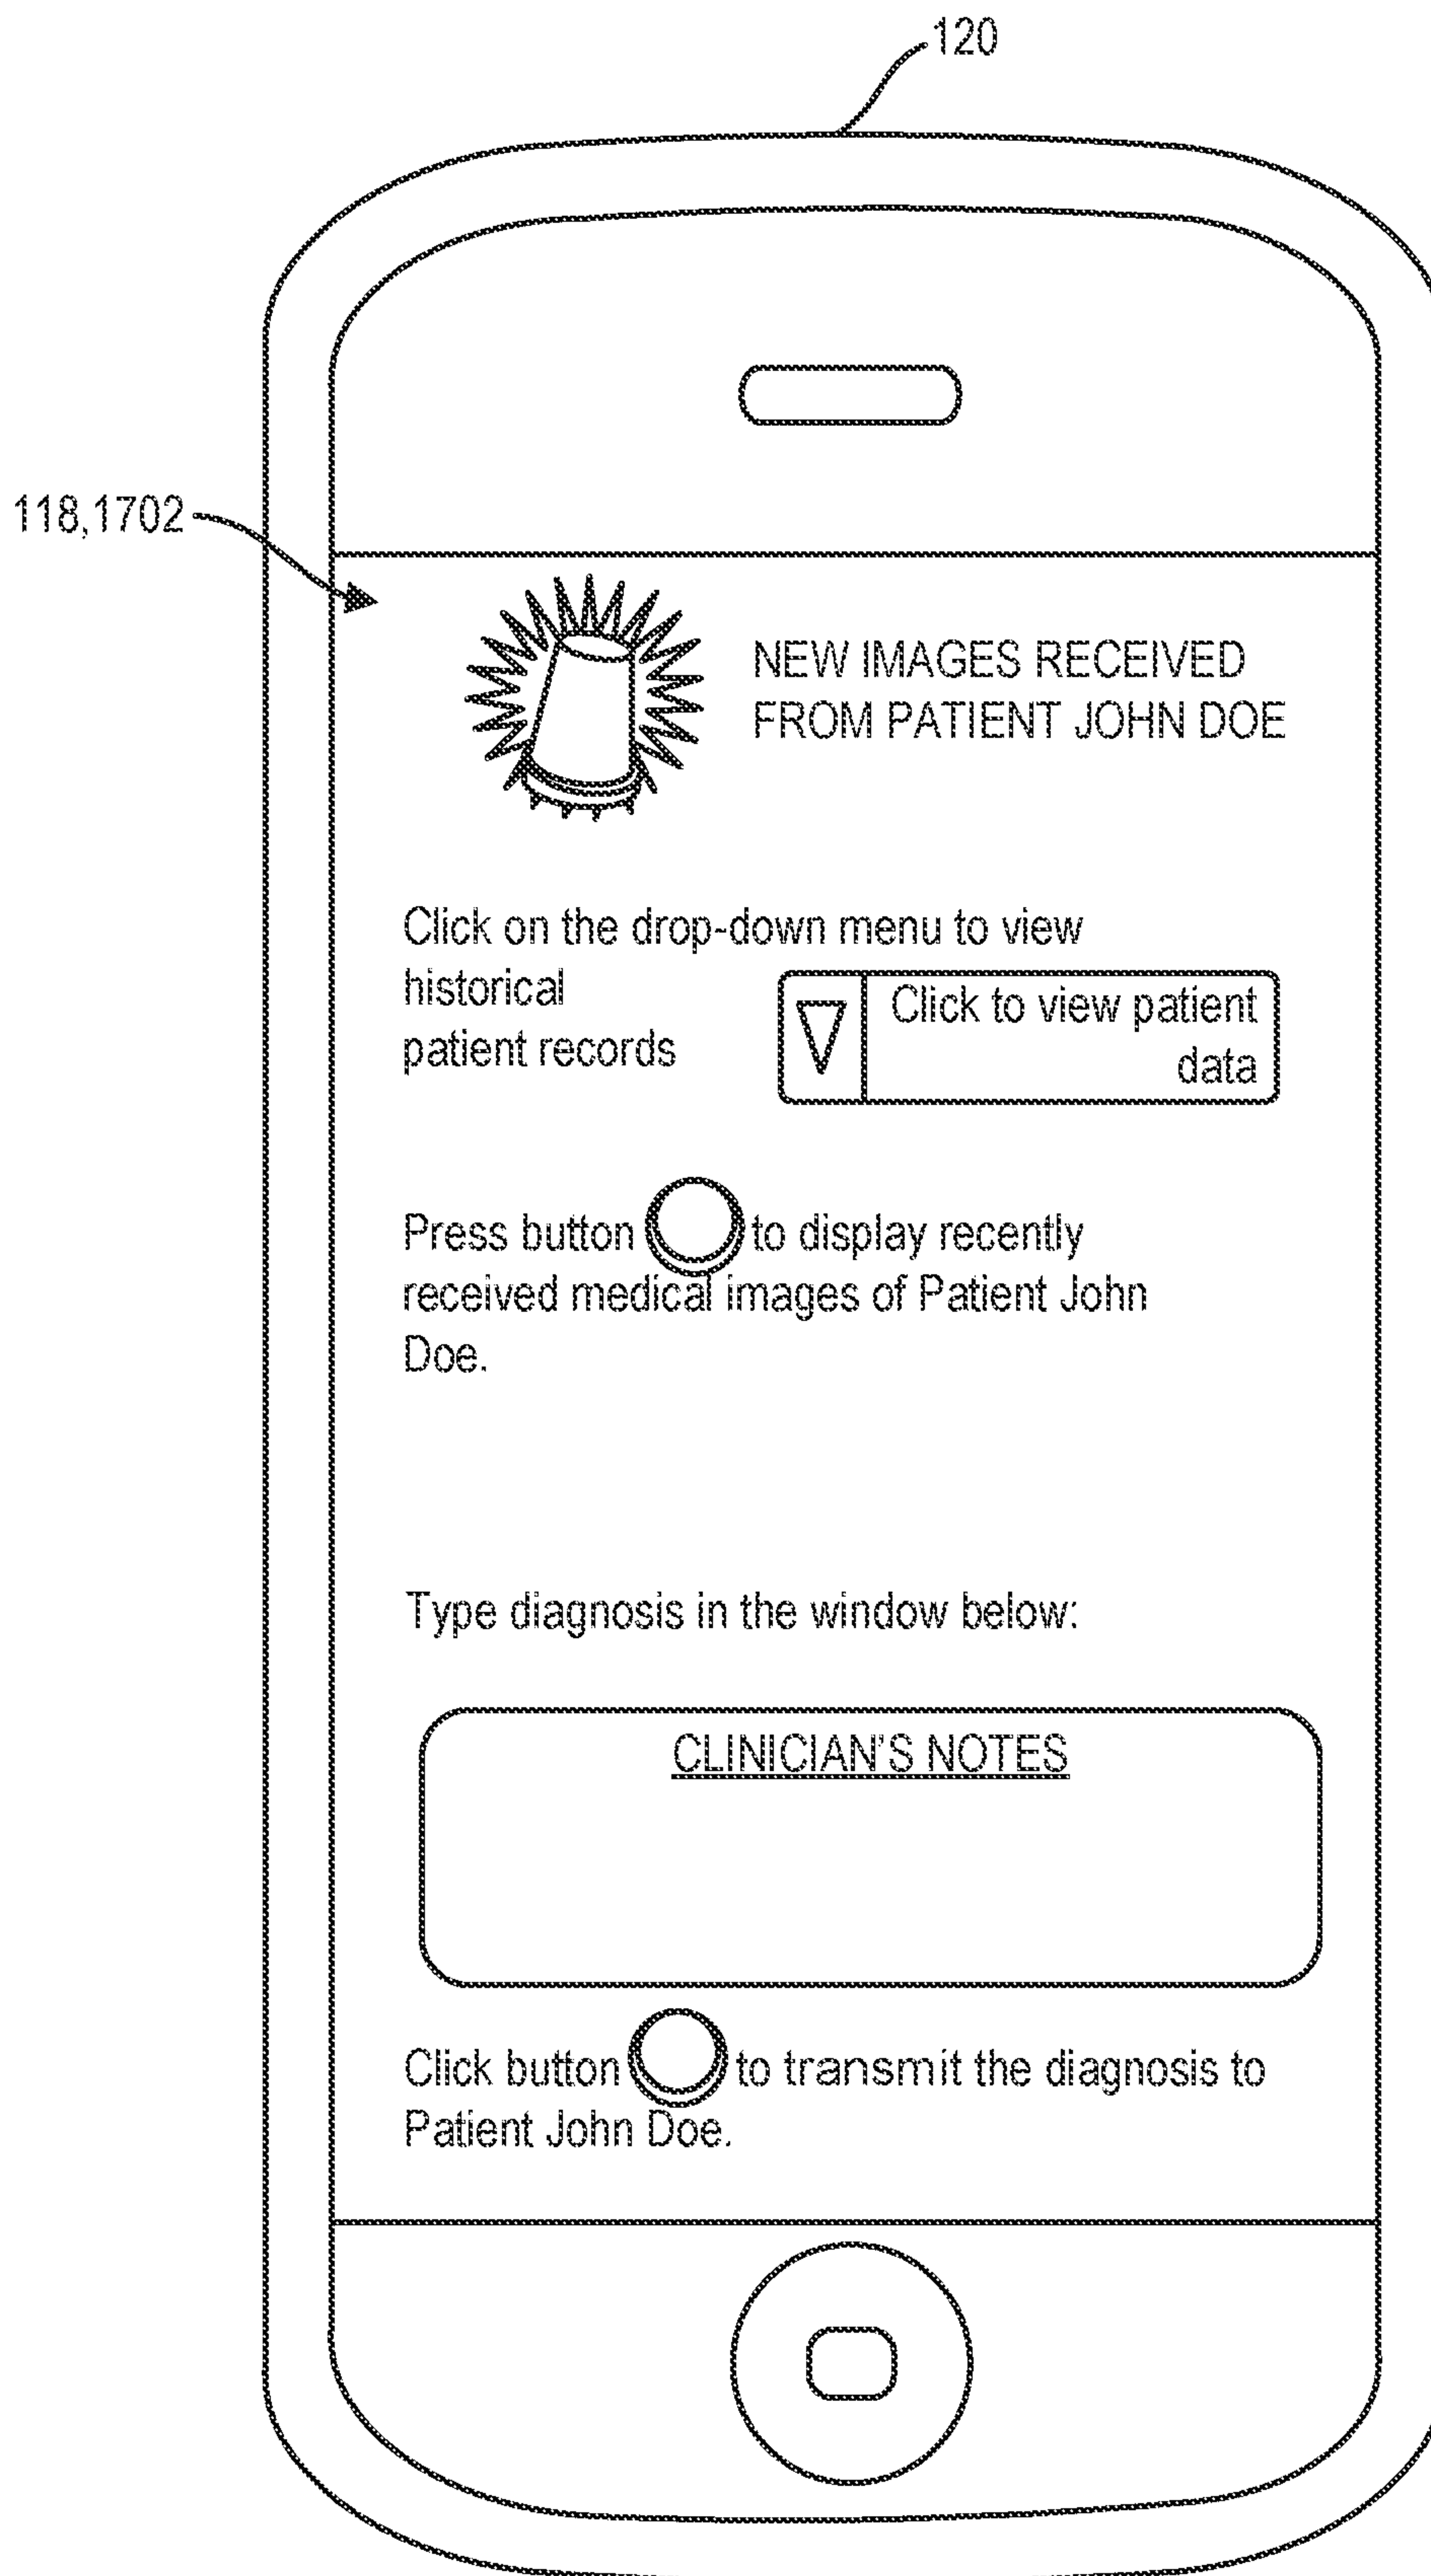 120
118,1702
NEW IMAGES RECEIVED
FROM PATIENT JOHN DOE
Click on the drop-down menu to view
historical
patient records
Click to view patient
data
Press button to display recently
received medical images of Patient John
Doe.
Type diagnosis in the window below:
CLINICIAN'S NOTES
Click button to transmit the diagnosis to
Patient John Doe.